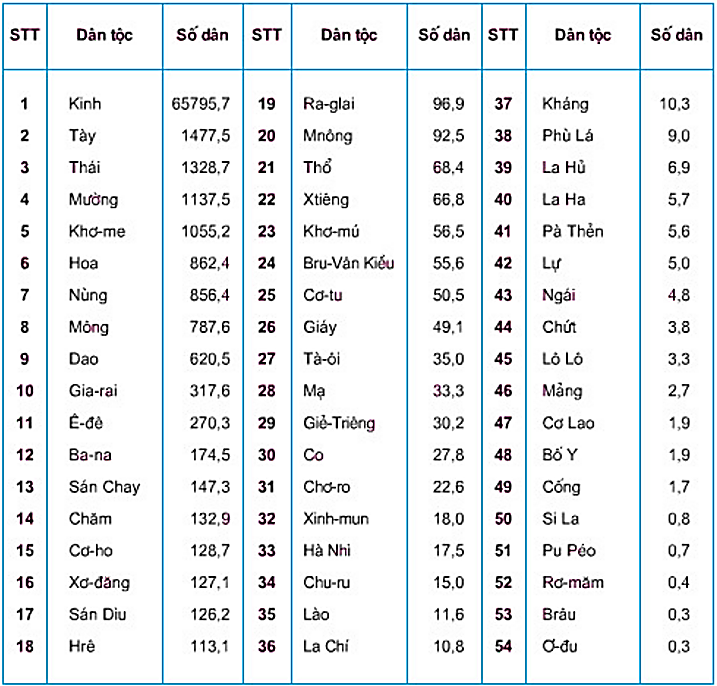 STT Dân tộc Số dân STT Dân tộc Số dân STT Dân tộc Số dân
1 Kinh 65795,7 19 Ra-glai 96,9 37 Kháng 10,3
2 Tày 1477,5 20 Mnông 92,5 38 Phù Lá 9,0
3 Thái 1328,7 21 Thổ 68,4 39 La Hủ 6,9
4 Mường 1137,5 22 Xtiêng 66,8 40 La Ha 5,7
5 Khơ-me 1055,2 23 Khơ-mú 56,5 41 Pà Thẻn 5,6
6 Hoa 862,4 24 Bru-Vân Kiều 55,6 42 Lự 5,0
7 Nùng 856,4 25 Cơ-tu 50,5 43 Ngái 4,8
8 Mông 787,6 26 Giáy 49,1 44 Chứt 3,8
9 Dao 620,5 27 Tà-ôi 35,0 45 Lô Lô 3,3
10 Gia-rai 317,6 28 Mạ 33,3 46 Mảng 2,7
11 Ê-đê 270,3 29 Giẻ-Triêng 30,2 47 Cơ Lao 1,9
12 Ba-na 174,5 30 Co 27,8 48 Bố Y 1,9
13 Sán Chay 147,3 31 Chơ-ro 22,6 49 Cống 1,7
14 Chăm 132,9 32 Xinh-mun 18,0 50 Si La 0,8
15 Cơ-ho 128,7 33 Hà Nhì 17,5 51 Pu Péo 0,7
16 Xơ-đăng 127,1 34 Chu-ru 15,0 52 Rơ-măm 0,4
17 Sán Dìu 126,2 35 Lào 11,6 53 Brâu 0,3
18 Hrê 113,1 36 La Chí 10,8 54 Ơ-đu 0,3